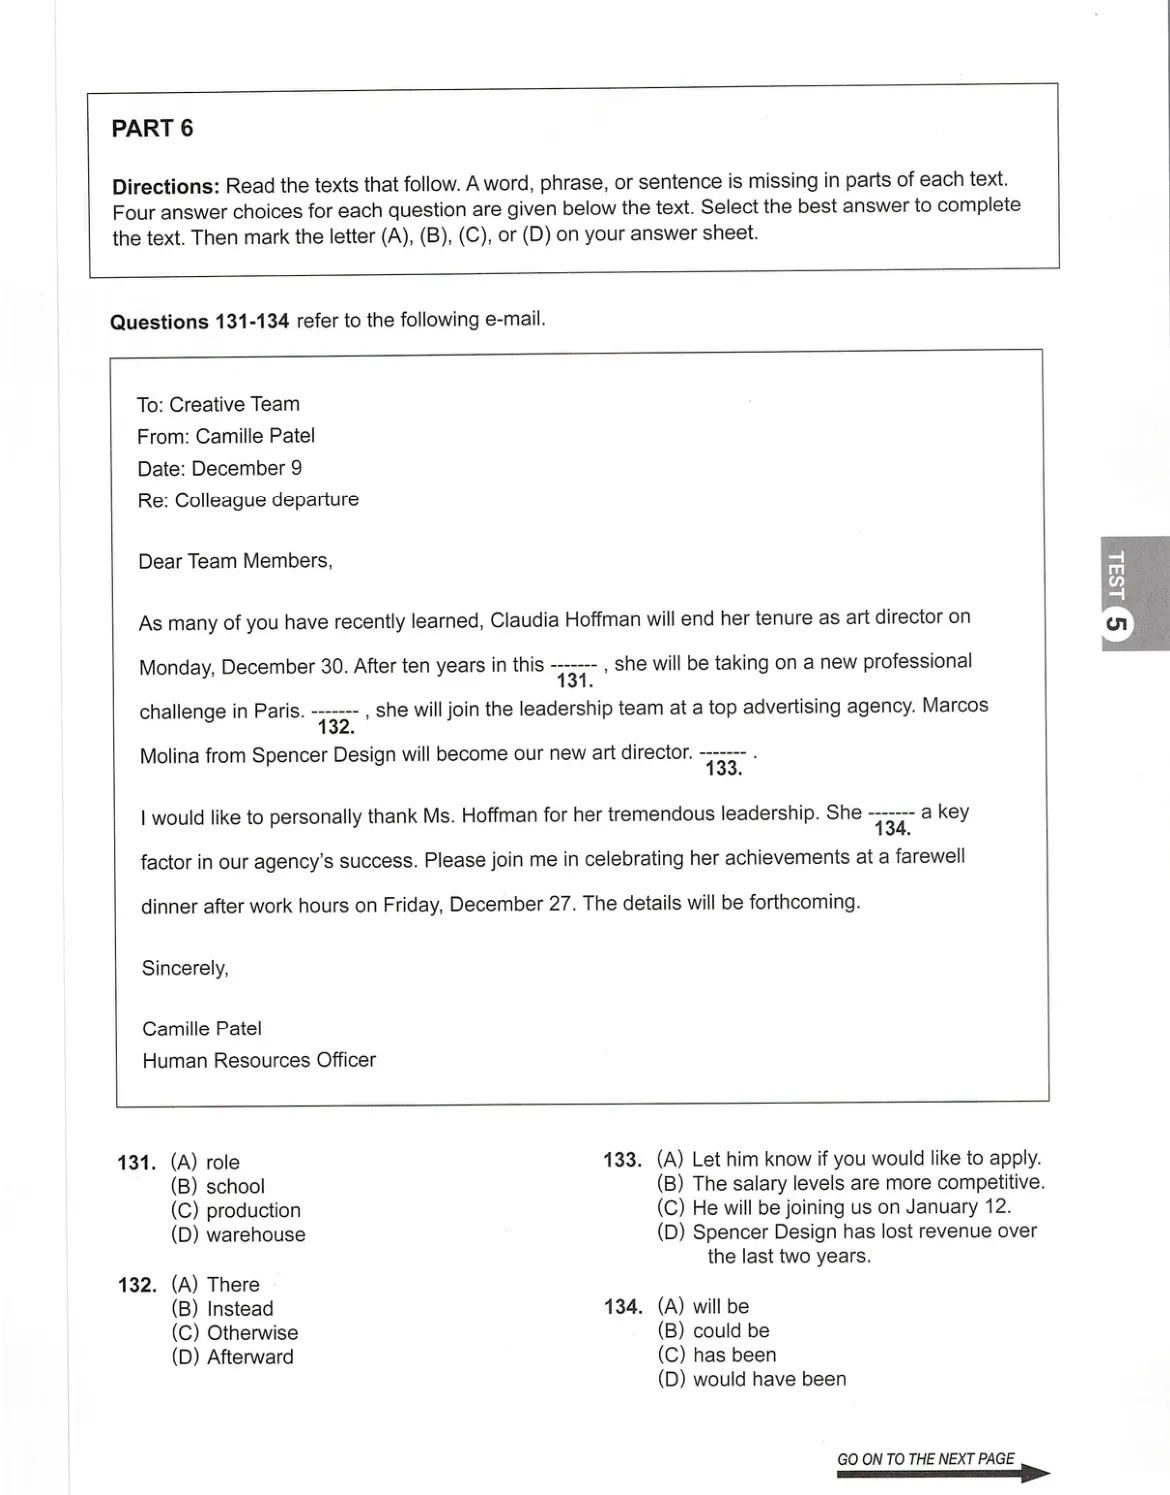 PART 6
Directions: Read the texts that follow. A word, phrase, or sentence is missing in parts of each text.
Four answer choices for each question are given below the text. Select the best answer to complete
the text. Then mark the letter (A), (B), (C), or (D) on your answer sheet.
Questions 131-134 refer to the following e-mail.
To: Creative Team
From: Camille Patel
Date: December 9
Re: Colleague departure
Dear Team Members,
As many of you have recently learned, Claudia Hoffman will end her tenure as art director on
Monday, December 30. After ten years in this ------- , she will be taking on a new professional
131.
challenge in Paris. ------- , she will join the leadership team at a top advertising agency. Marcos
132.
Molina from Spencer Design will become our new art director. ------- .
133.
I would like to personally thank Ms. Hoffman for her tremendous leadership. She ------- a key
134.
factor in our agency's success. Please join me in celebrating her achievements at a farewell
dinner after work hours on Friday, December 27. The details will be forthcoming.
Sincerely,
Camille Patel
Human Resources Officer
131. (A) role
(B) school
(C) production
(D) warehouse
132. (A) There
(B) Instead
(C) Otherwise
(D) Afterward
133. (A) Let him know if you would like to apply.
(B) The salary levels are more competitive.
(C) He will be joining us on January 12.
(D) Spencer Design has lost revenue over
the last two years.
134. (A) will be
(B) could be
(C) has been
(D) would have been
TEST 5
GO ON TO THE NEXT PAGE